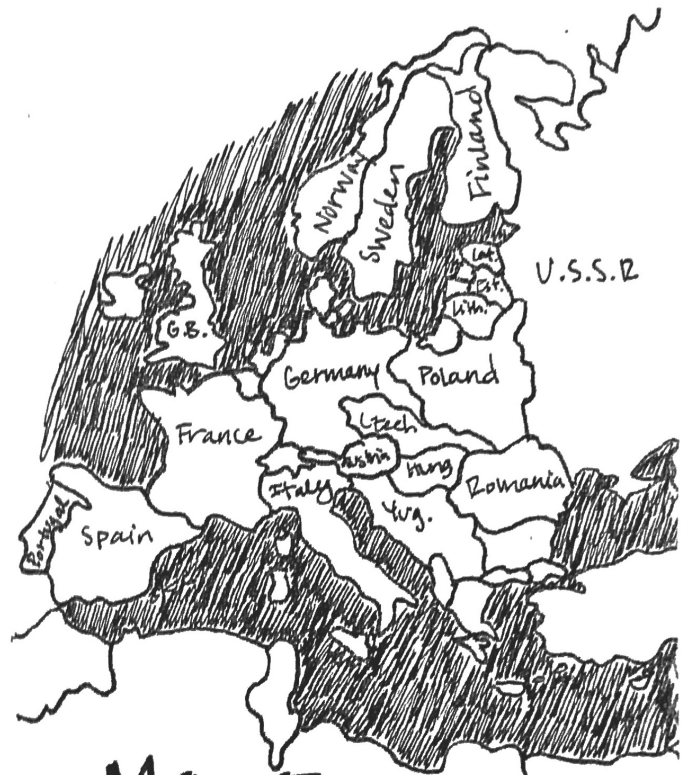 Norway
Sweden
Finland
Lat.
Est.
Lith.
U.S.S.R
G.B.
Germany
Poland
France
Czech
Austria
Hung
Romania
Italy
Yug.
Portugal
Spain